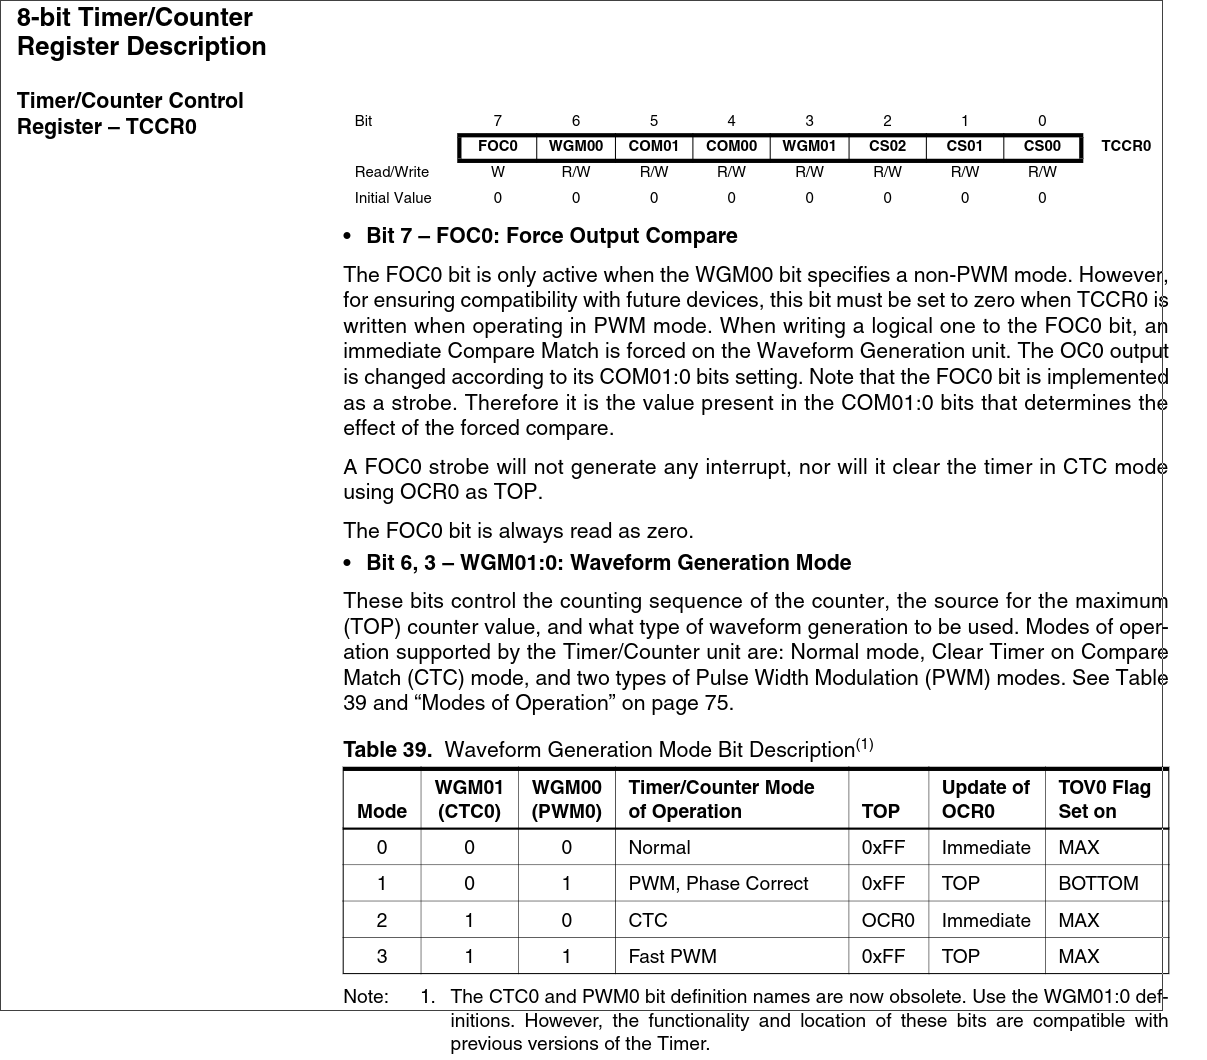 8-bit Timer/Counter
Register Description
Timer/Counter Control
Register – TCCR0
Bit 7 6 5 4 3 2 1 0
FOC0 WGM00 COM01 COM00 WGM01 CS02 CS01 CS00 TCCR0
Read/Write W R/W R/W R/W R/W R/W R/W R/W
Initial Value 0 0 0 0 0 0 0 0
• Bit 7 – FOC0: Force Output Compare
The FOC0 bit is only active when the WGM00 bit specifies a non-PWM mode. However,
for ensuring compatibility with future devices, this bit must be set to zero when TCCR0 is
written when operating in PWM mode. When writing a logical one to the FOC0 bit, an
immediate Compare Match is forced on the Waveform Generation unit. The OC0 output
is changed according to its COM01:0 bits setting. Note that the FOC0 bit is implemented
as a strobe. Therefore it is the value present in the COM01:0 bits that determines the
effect of the forced compare.
A FOC0 strobe will not generate any interrupt, nor will it clear the timer in CTC mode
using OCR0 as TOP.
The FOC0 bit is always read as zero.
• Bit 6, 3 – WGM01:0: Waveform Generation Mode
These bits control the counting sequence of the counter, the source for the maximum
(TOP) counter value, and what type of waveform generation to be used. Modes of oper-
ation supported by the Timer/Counter unit are: Normal mode, Clear Timer on Compare
Match (CTC) mode, and two types of Pulse Width Modulation (PWM) modes. See Table
39 and “Modes of Operation” on page 75.
Table 39. Waveform Generation Mode Bit Description(1)
WGM01 WGM00 Timer/Counter Mode Update of TOV0 Flag
Mode (CTC0) (PWM0) of Operation TOP OCR0 Set on
0 0 0 Normal 0xFF Immediate MAX
1 0 1 PWM, Phase Correct 0xFF TOP BOTTOM
2 1 0 CTC OCR0 Immediate MAX
3 1 1 Fast PWM 0xFF TOP MAX
Note: 1. The CTC0 and PWM0 bit definition names are now obsolete. Use the WGM01:0 def-
initions. However, the functionality and location of these bits are compatible with
previous versions of the Timer.